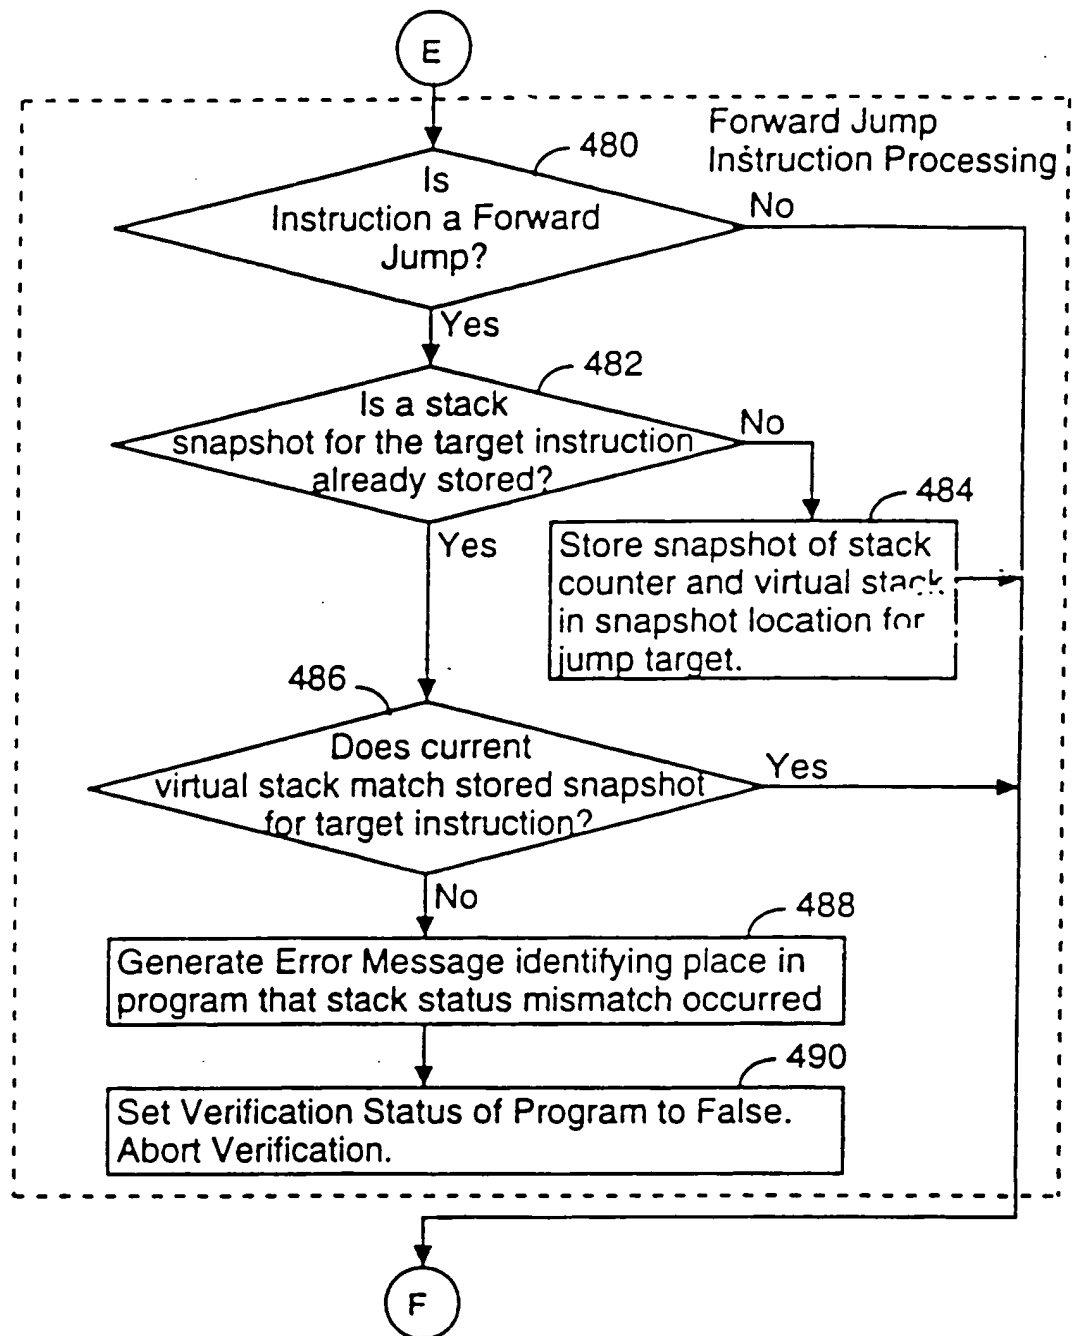 E
Forward Jump
Instruction Processing
480
Is
Instruction a Forward
Jump?
No
Yes
482
Is a stack
snapshot for the target instruction
already stored?
No
Yes
484
Store snapshot of stack
counter and virtual stack
in snapshot location for
jump target.
486
Does current
virtual stack match stored snapshot
for target instruction?
Yes
No
488
Generate Error Message identifying place in
program that stack status mismatch occurred
490
Set Verification Status of Program to False.
Abort Verification.
F